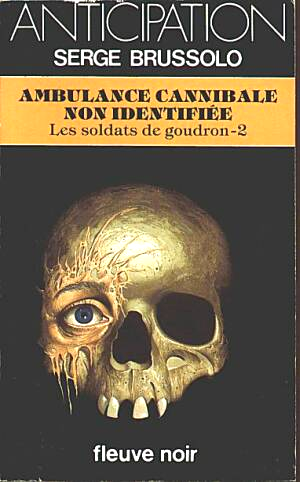 ANTICIPATION
SERGE BRUSSOLO
AMBULANCE CANNIBALE
NON IDENTIFIÉE
Les soldats de goudron-2
fleuve noir